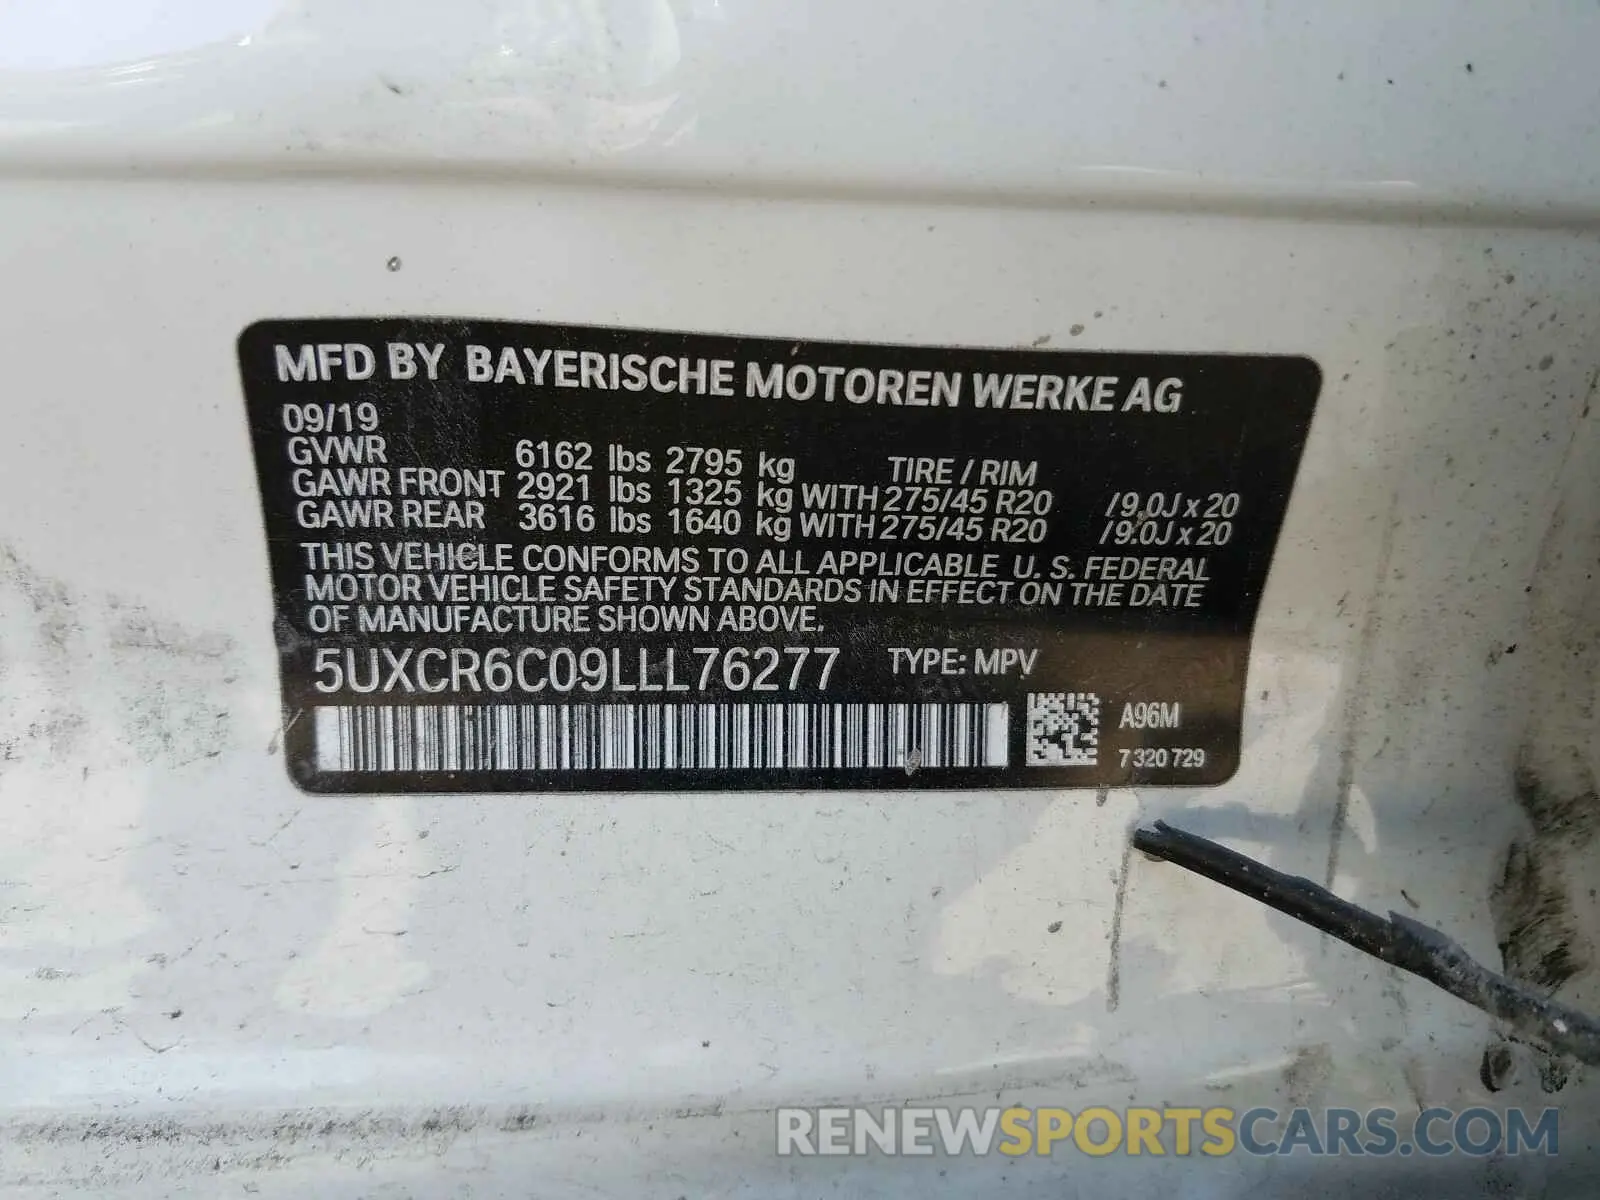 MFD BY BAYERISCHE MOTOREN WERKE AG
09/19
GVWR 6162 lbs 2795 kg TIRE / RIM
GAWR FRONT 2921 lbs 1325 kg WITH 275/45 R20 / 9.0J x 20
GAWR REAR 3616 lbs 1640 kg WITH 275/45 R20 / 9.0J x 20
THIS VEHICLE CONFORMS TO ALL APPLICABLE U. S. FEDERAL
MOTOR VEHICLE SAFETY STANDARDS IN EFFECT ON THE DATE
OF MANUFACTURE SHOWN ABOVE.
5UXCR6C09LLL76277 TYPE: MPV
A96M
7 320 729
RENEWSPORTSCARS.COM